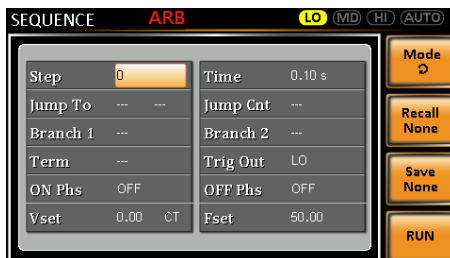 SEQUENCE ARB LO MD HI AUTO
Step 0 Time 0.10 s
Jump To --- --- Jump Cnt ---
Branch 1 --- Branch 2 ---
Term --- Trig Out LO
ON Phs OFF OFF Phs OFF
Vset 0.00 CT Fset 50.00
Mode
Recall
None
Save
None
RUN